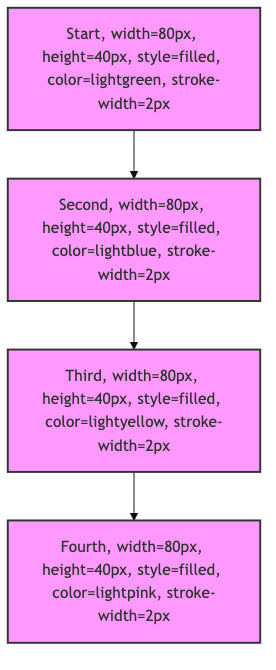 Start, width=80px,
height=40px, style=filled,
color=lightgreen, stroke-
width=2px
Second, width=80px,
height=40px, style=filled,
color=lightblue, stroke-
width=2px
Third, width=80px,
height=40px, style=filled,
color=lightyellow, stroke-
width=2px
Fourth, width=80px,
height=40px, style=filled,
color=lightpink, stroke-
width=2px